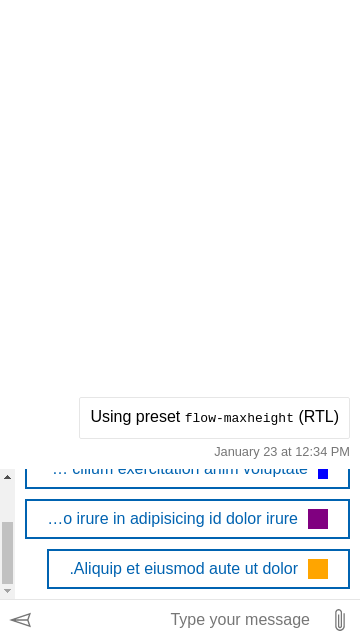 Using preset flow-maxheight (RTL)
January 23 at 12:34 PM
… cillum exercitation anim voluptate
…o irure in adipisicing id dolor irure
.Aliquip et eiusmod aute ut dolor
Type your message